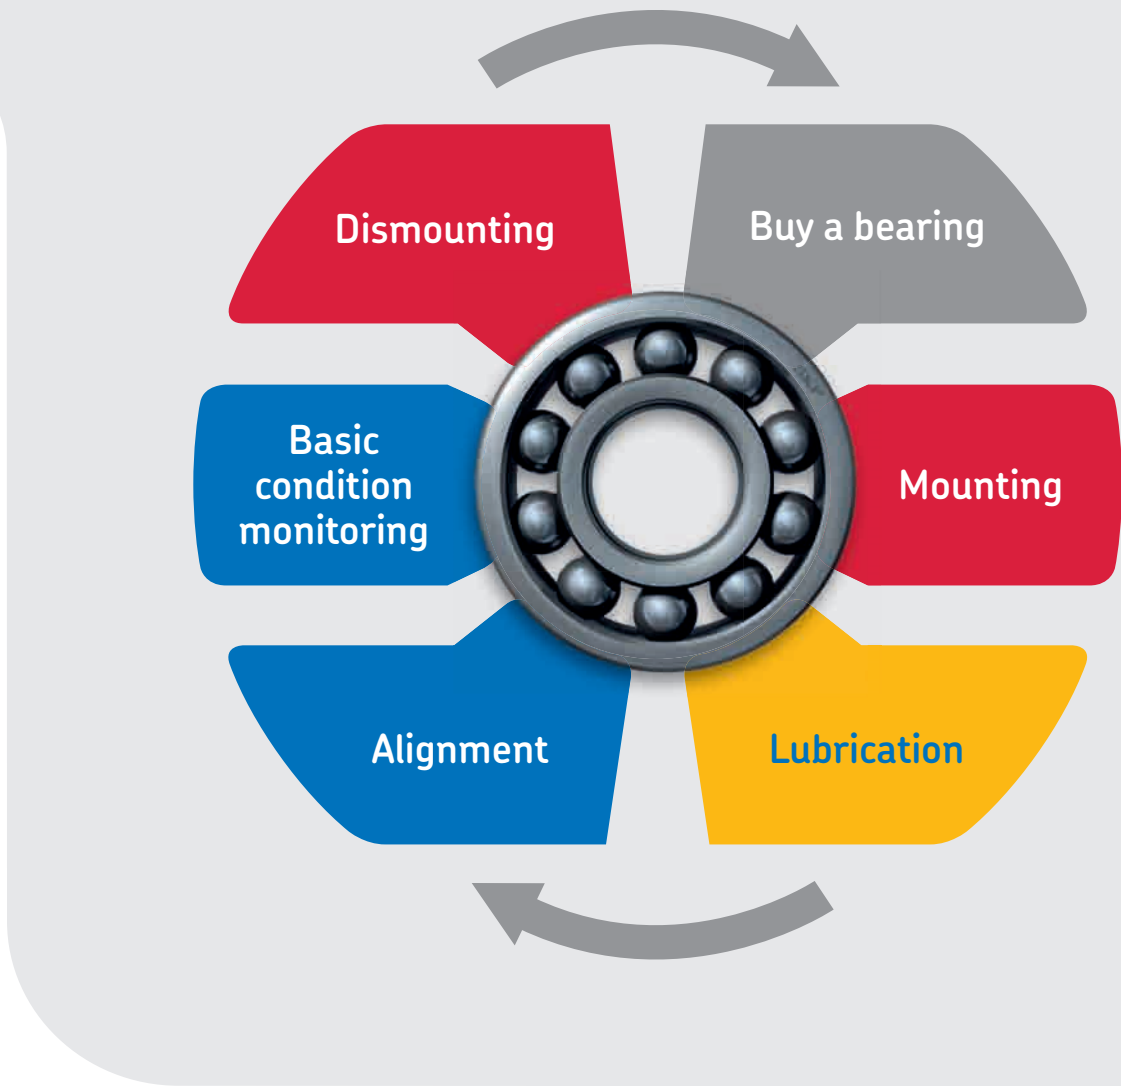 Dismounting
Buy a bearing
Basic
condition
monitoring
Mounting
Alignment
Lubrication